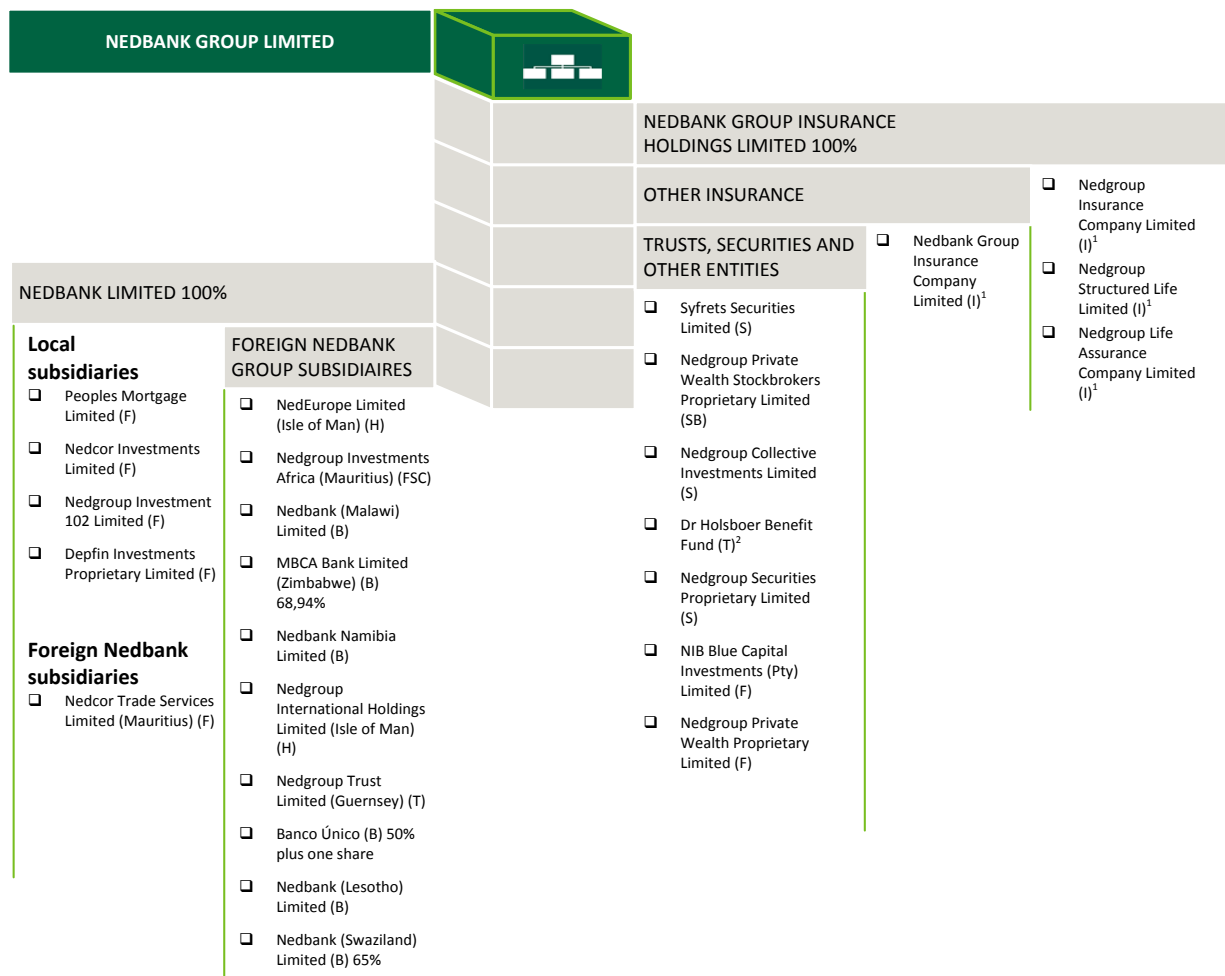 NEDBANK GROUP LIMITED
NEDBANK GROUP INSURANCE
HOLDINGS LIMITED 100%
❑ Nedgroup
Insurance
Company Limited
(I)1
❑ Nedgroup
Structured Life
Limited (I)1
❑ Nedgroup Life
Assurance
Company Limited
(I)1
OTHER INSURANCE
❑ Nedbank Group
Insurance
Company
Limited (I)1
TRUSTS, SECURITIES AND
OTHER ENTITIES
❑ Syfrets Securities
Limited (S)
❑ Nedgroup Private
Wealth Stockbrokers
Proprietary Limited
(SB)
❑ Nedgroup Collective
Investments Limited
(S)
❑ Dr Holsboer Benefit
Fund (T)2
❑ Nedgroup Securities
Proprietary Limited
(S)
❑ NIB Blue Capital
Investments (Pty)
Limited (F)
❑ Nedgroup Private
Wealth Proprietary
Limited (F)
NEDBANK LIMITED 100%
Local
subsidiaries
❑ Peoples Mortgage
Limited (F)
❑ Nedcor Investments
Limited (F)
❑ Nedgroup Investment
102 Limited (F)
❑ Depfin Investments
Proprietary Limited (F)
Foreign Nedbank
subsidiaries
❑ Nedcor Trade Services
Limited (Mauritius) (F)
FOREIGN NEDBANK
GROUP SUBSIDIAIRES
❑ NedEurope Limited
(Isle of Man) (H)
❑ Nedgroup Investments
Africa (Mauritius) (FSC)
❑ Nedbank (Malawi)
Limited (B)
❑ MBCA Bank Limited
(Zimbabwe) (B)
68,94%
❑ Nedbank Namibia
Limited (B)
❑ Nedgroup
International Holdings
Limited (Isle of Man)
(H)
❑ Nedgroup Trust
Limited (Guernsey) (T)
❑ Banco Único (B) 50%
plus one share
❑ Nedbank (Lesotho)
Limited (B)
❑ Nedbank (Swaziland)
Limited (B) 65%